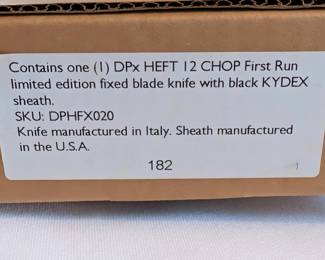 Contains one (1) DPx HEFT 12 CHOP First Run
limited edition fixed blade knife with black KYDEX
sheath.
SKU: DPHFX020
Knife manufactured in Italy. Sheath manufactured
in the U.S.A.
182
1